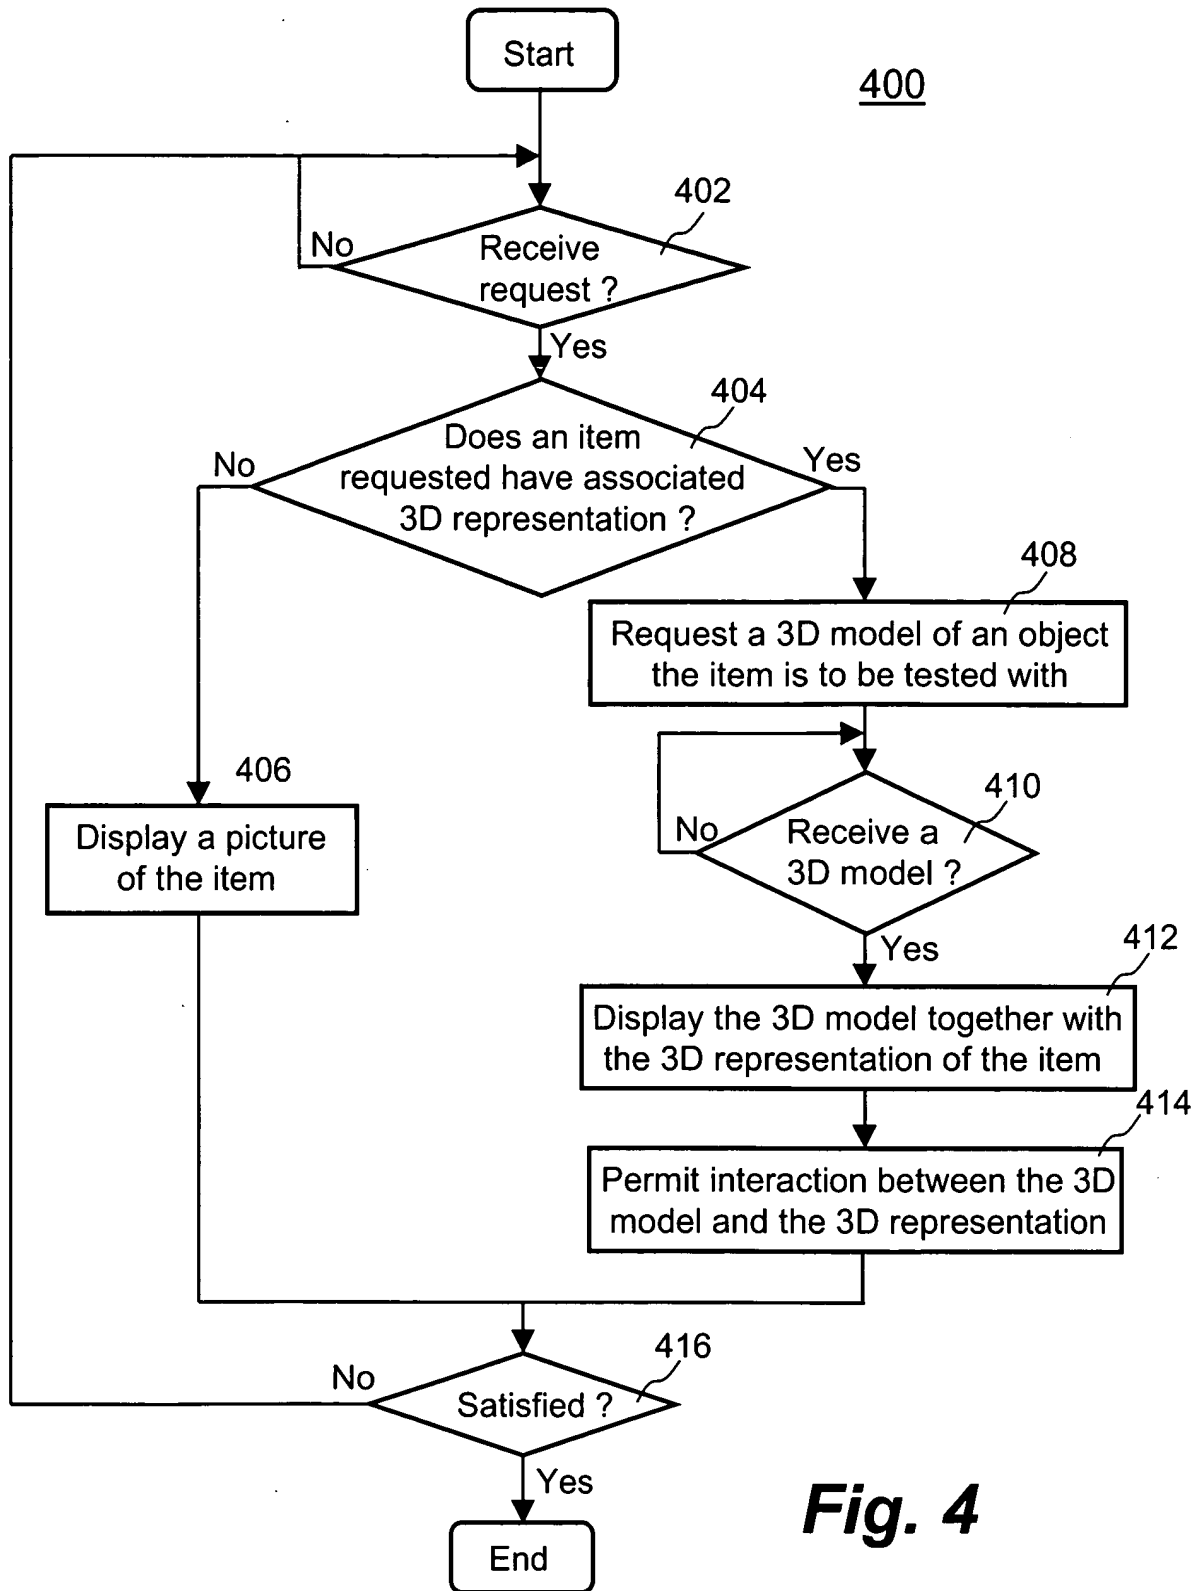 Start
400
402
No
Receive
request ?
Yes
404
Does an item
requested have associated
3D representation ?
No
Yes
408
Request a 3D model of an object
the item is to be tested with
406
Display a picture
of the item
410
No
Receive a
3D model ?
Yes
412
Display the 3D model together with
the 3D representation of the item
414
Permit interaction between the 3D
model and the 3D representation
416
No
Satisfied ?
Yes
End
Fig. 4